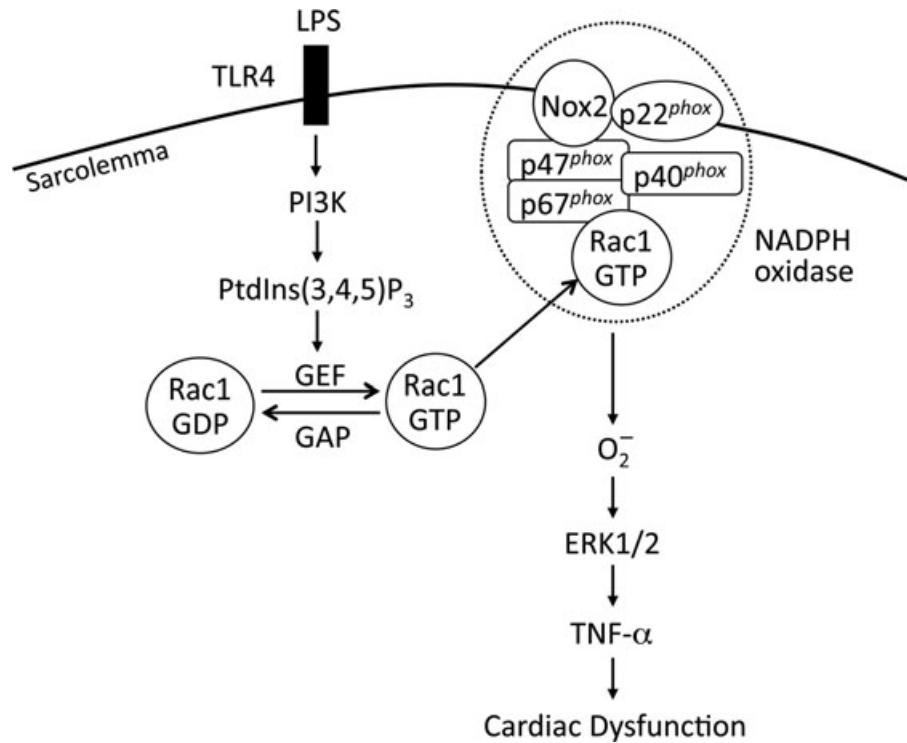 LPS
TLR4
Sarcolemma
PI3K
PtdIns(3,4,5)P₃
Rac1
GDP
GEF
GAP
Rac1
GTP
Nox2
p22phox
p47phox
p40phox
p67phox
Rac1
GTP
NADPH
oxidase
O₂⁻
ERK1/2
TNF-α
Cardiac Dysfunction